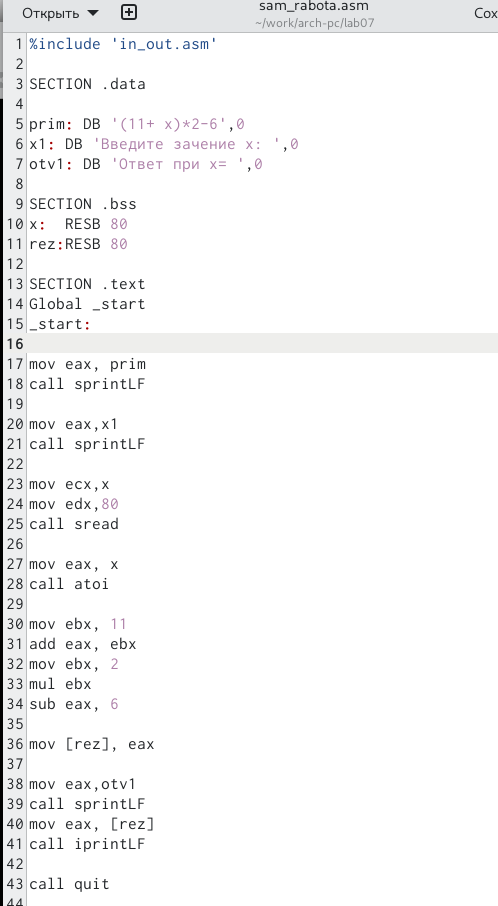 Открыть
sam_rabota.asm
~/work/arch-pc/lab07
Сох
1 %include 'in_out.asm'
2
3 SECTION .data
4
5 prim: DB '(11+ x)*2-6',0
6 x1: DB 'Введите зачение x: ',0
7 otv1: DB 'Ответ при x= ',0
8
9 SECTION .bss
10 x:  RESB 80
11 rez:RESB 80
12
13 SECTION .text
14 Global _start
15 _start:
16
17 mov eax, prim
18 call sprintLF
19
20 mov eax,x1
21 call sprintLF
22
23 mov ecx,x
24 mov edx,80
25 call sread
26
27 mov eax, x
28 call atoi
29
30 mov ebx, 11
31 add eax, ebx
32 mov ebx, 2
33 mul ebx
34 sub eax, 6
35
36 mov [rez], eax
37
38 mov eax,otv1
39 call sprintLF
40 mov eax, [rez]
41 call iprintLF
42
43 call quit
44